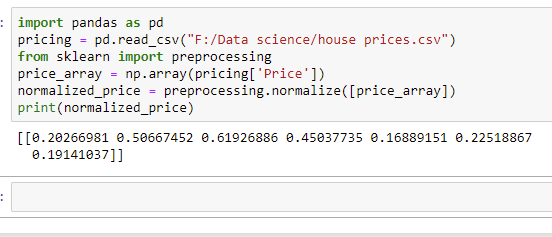 :
import pandas as pd
pricing = pd.read_csv("F:/Data science/house prices.csv")
from sklearn import preprocessing
price_array = np.array(pricing['Price'])
normalized_price = preprocessing.normalize([price_array])
print(normalized_price)
[[0.20266981 0.50667452 0.61926886 0.45037735 0.16889151 0.22518867
0.19141037]]
: